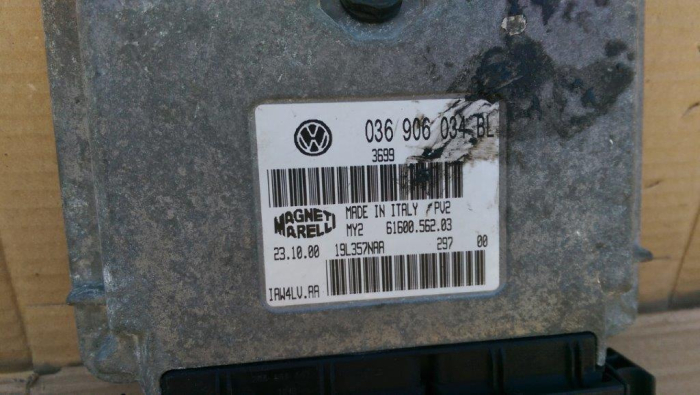 036 906 034 BL
3699
MAGNETI MARELLI
MADE IN ITALY PV2
MY2 61600.562.03
23.10.00 19L357NAA 297 00
IAW4LV.AA